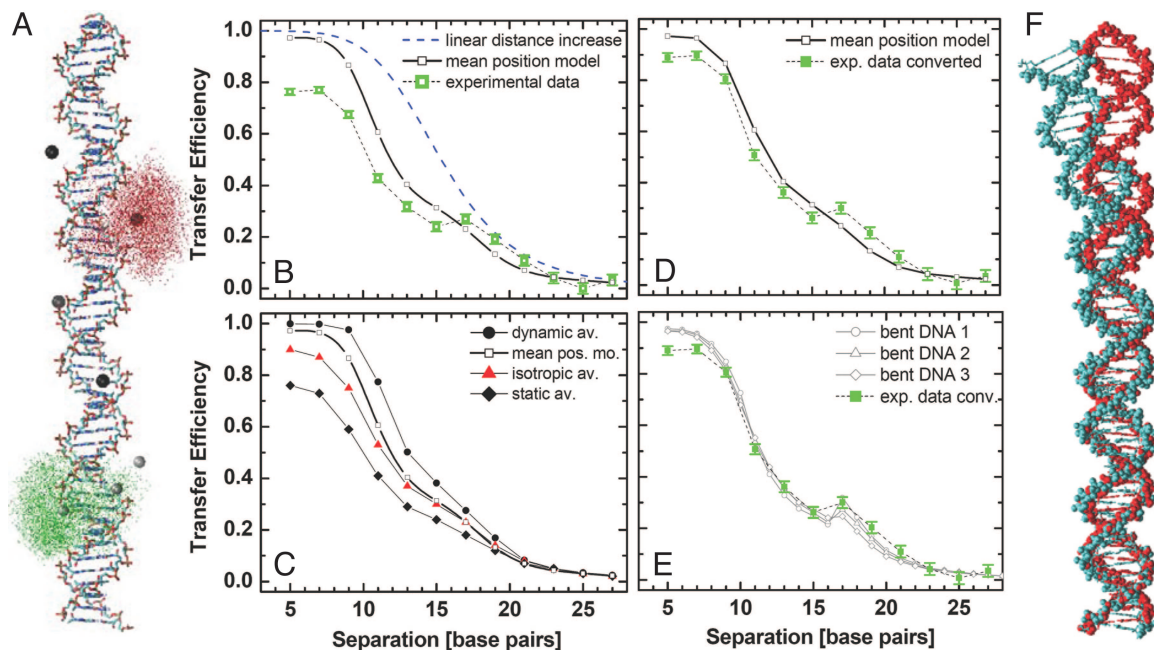 A
B
linear distance increase
mean position model
experimental data
Transfer Efficiency
1.0
0.8
0.6
0.4
0.2
0.0
D
mean position model
exp. data converted
C
dynamic av.
mean pos. mo.
isotropic av.
static av.
Transfer Efficiency
1.0
0.8
0.6
0.4
0.2
0.0
5 10 15 20 25
Separation [base pairs]
E
bent DNA 1
bent DNA 2
bent DNA 3
exp. data conv.
5 10 15 20 25
Separation [base pairs]
F